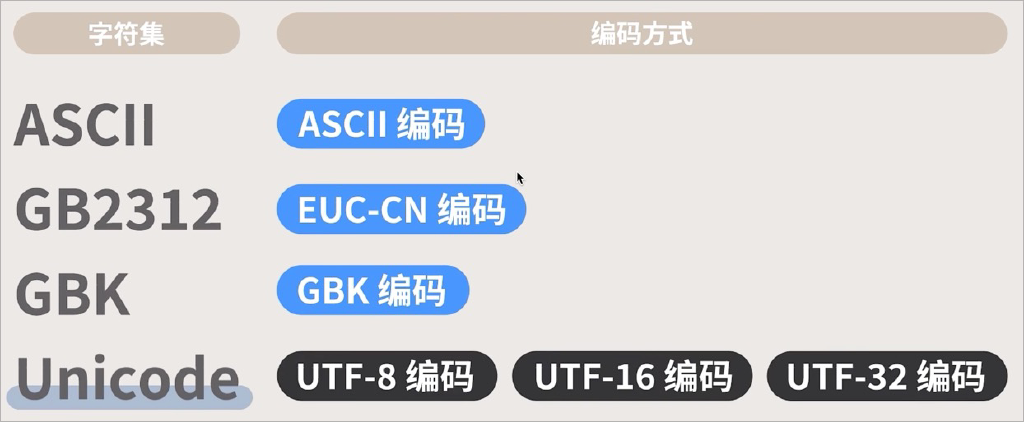 字符集 编码方式
ASCII ASCII 编码
GB2312 EUC-CN 编码
GBK GBK 编码
Unicode UTF-8 编码 UTF-16 编码 UTF-32 编码